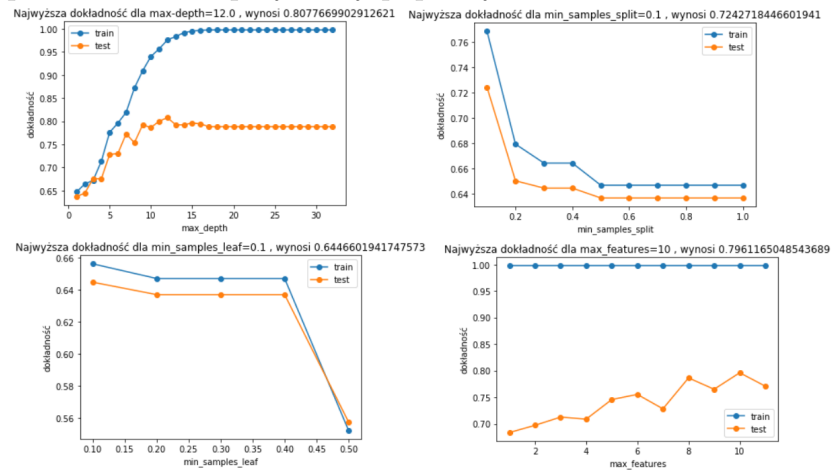 Najwyższa dokładność dla max-depth=12.0 , wynosi 0.8077669902912621
1.00
0.95
0.90
0.85
0.80
0.75
0.70
0.65
dokładność
train
test
0 5 10 15 20 25 30
max_depth
Najwyższa dokładność dla min_samples_split=0.1 , wynosi 0.7242718446601941
0.76
0.74
0.72
0.70
0.68
0.66
0.64
dokładność
train
test
0.2 0.4 0.6 0.8 1.0
min_samples_split
Najwyższa dokładność dla min_samples_leaf=0.1 , wynosi 0.6446601941747573
0.66
0.64
0.62
0.60
0.58
0.56
dokładność
train
test
0.10 0.15 0.20 0.25 0.30 0.35 0.40 0.45 0.50
min_samples_leaf
Najwyższa dokładność dla max_features=10 , wynosi 0.7961165048543689
1.00
0.95
0.90
0.85
0.80
0.75
0.70
dokładność
train
test
2 4 6 8 10
max_features